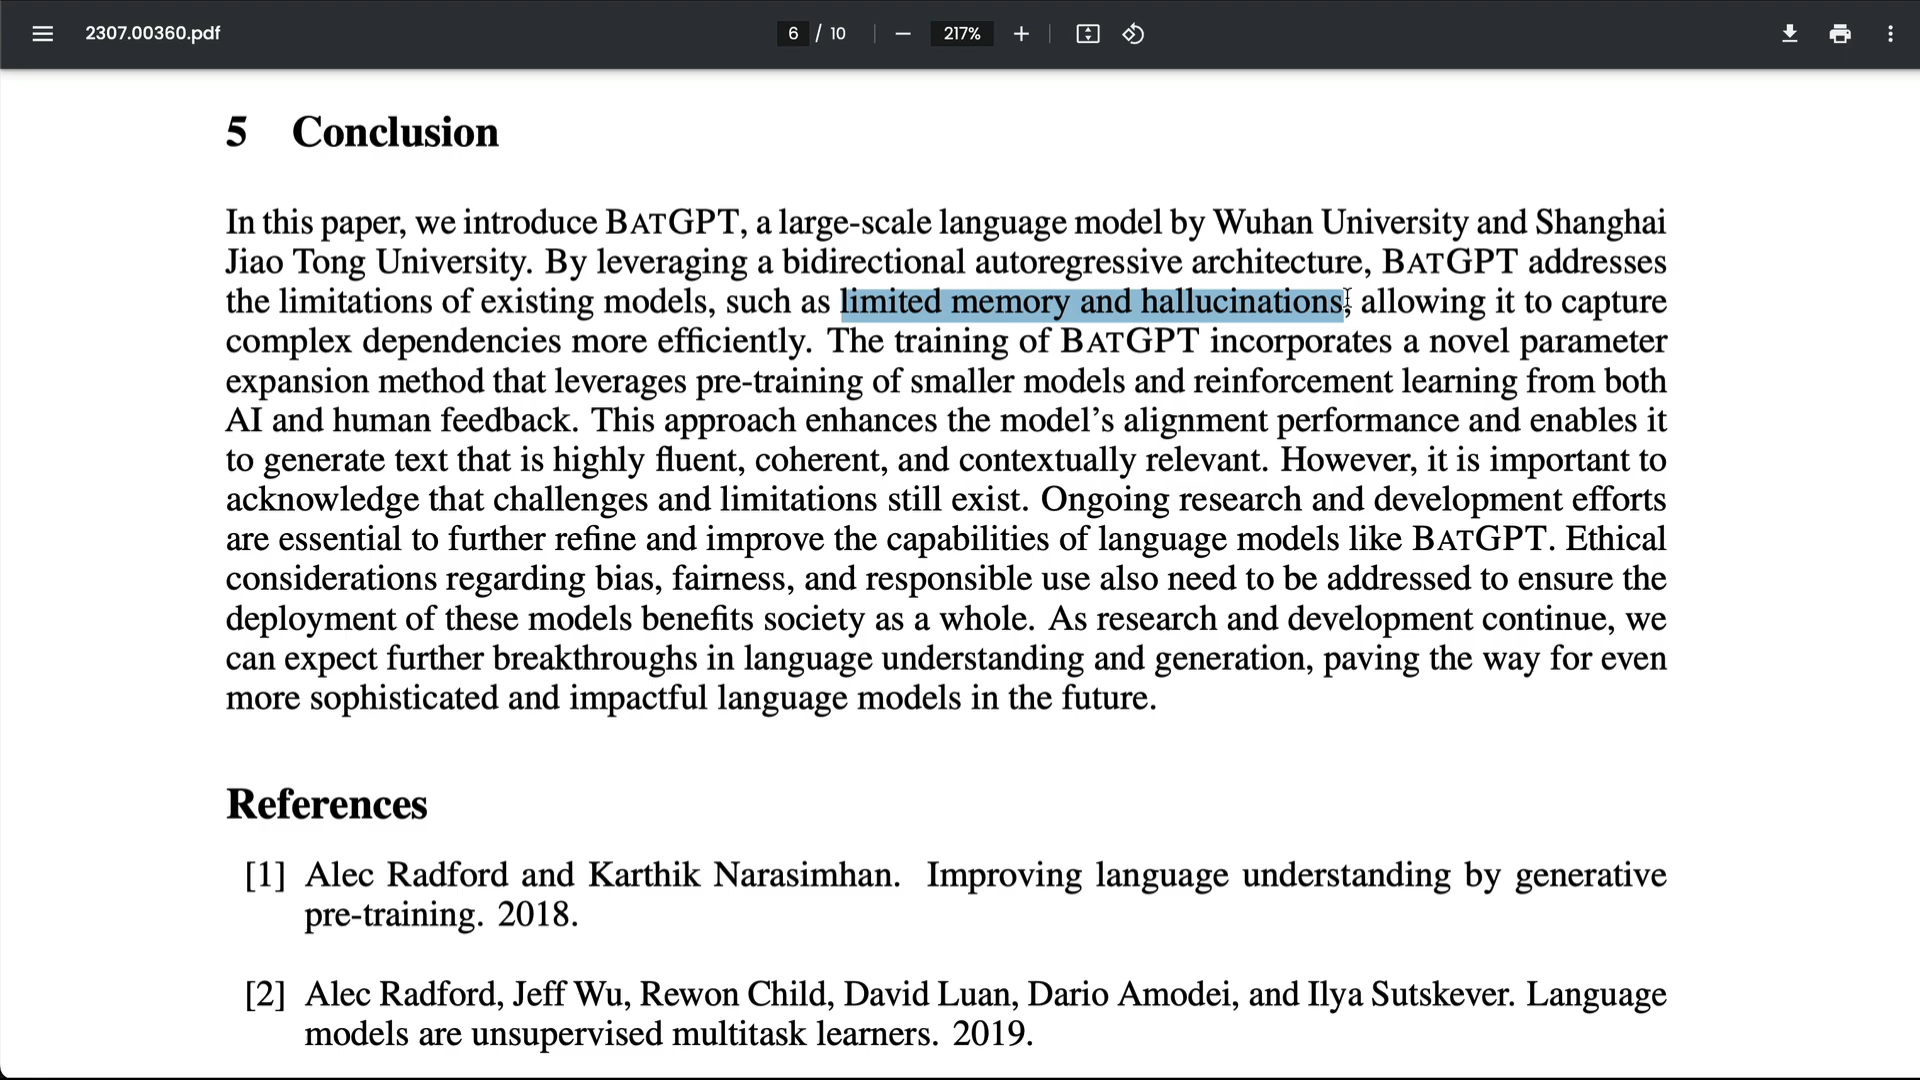 2307.00360.pdf
6 / 10
217%
5 Conclusion
In this paper, we introduce BATGPT, a large-scale language model by Wuhan University and Shanghai
Jiao Tong University. By leveraging a bidirectional autoregressive architecture, BATGPT addresses
the limitations of existing models, such as limited memory and hallucinations, allowing it to capture
complex dependencies more efficiently. The training of BATGPT incorporates a novel parameter
expansion method that leverages pre-training of smaller models and reinforcement learning from both
AI and human feedback. This approach enhances the model's alignment performance and enables it
to generate text that is highly fluent, coherent, and contextually relevant. However, it is important to
acknowledge that challenges and limitations still exist. Ongoing research and development efforts
are essential to further refine and improve the capabilities of language models like BATGPT. Ethical
considerations regarding bias, fairness, and responsible use also need to be addressed to ensure the
deployment of these models benefits society as a whole. As research and development continue, we
can expect further breakthroughs in language understanding and generation, paving the way for even
more sophisticated and impactful language models in the future.
References
[1] Alec Radford and Karthik Narasimhan. Improving language understanding by generative
pre-training. 2018.
[2] Alec Radford, Jeff Wu, Rewon Child, David Luan, Dario Amodei, and Ilya Sutskever. Language
models are unsupervised multitask learners. 2019.